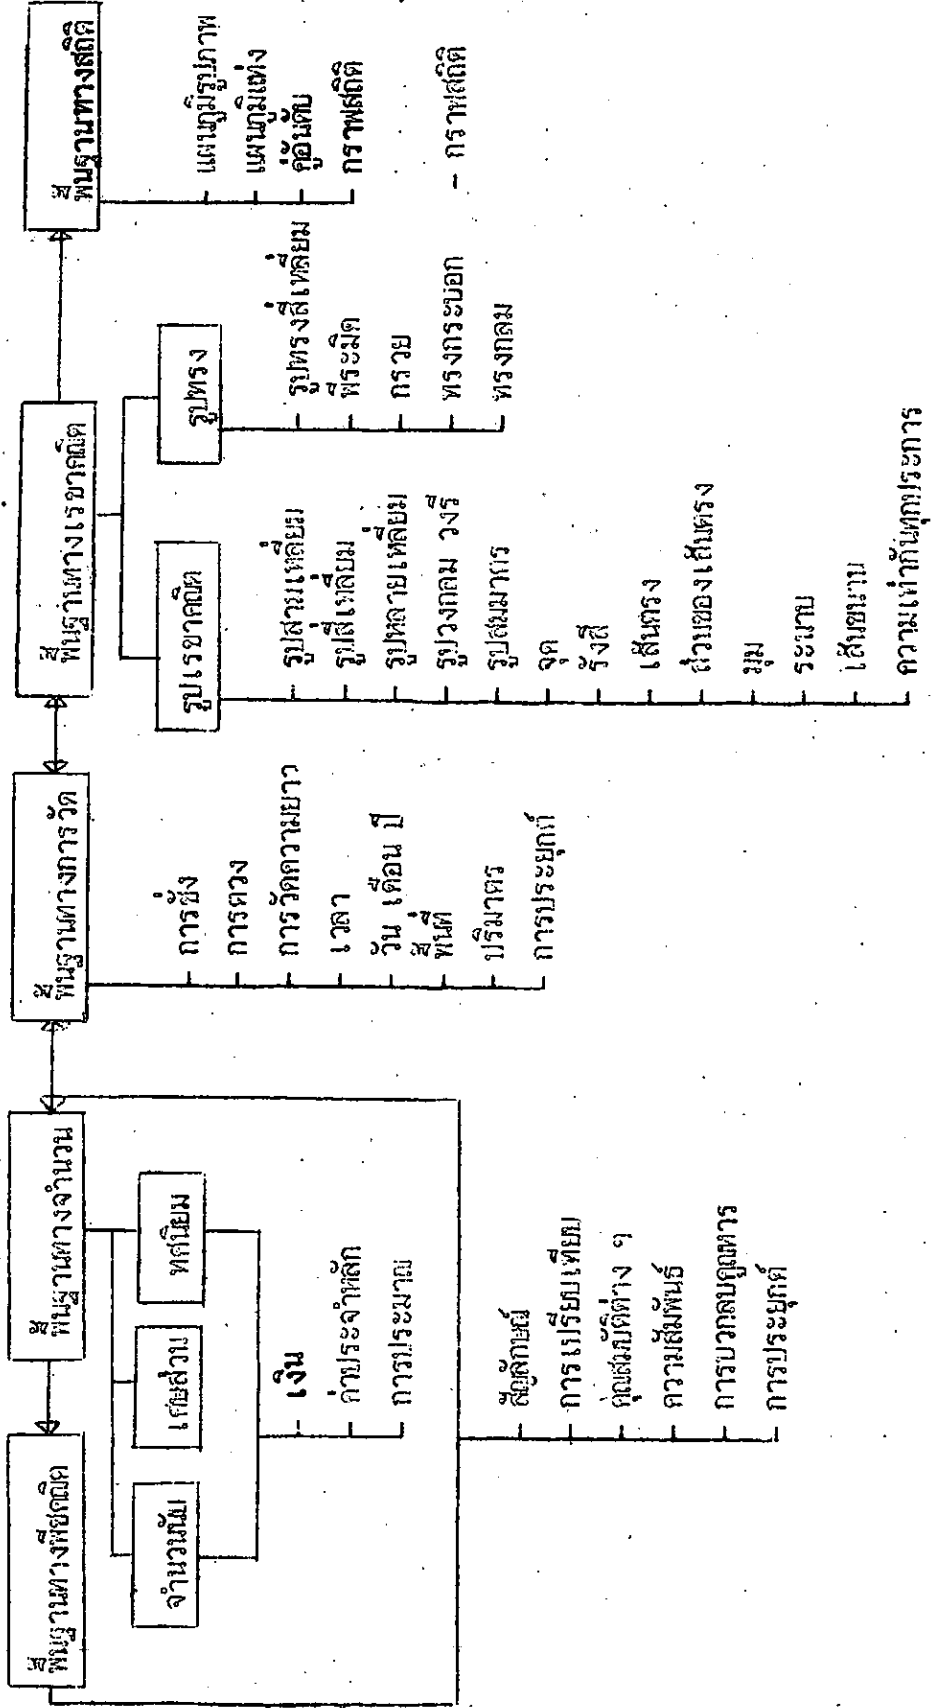 พื้นฐานทางพีชคณิต
พื้นฐานทางจำนวน
จำนวนนับ
เศษส่วน
ทศนิยม
เงิน
ค่าประจำหลัก
การประมาณ
สัญลักษณ์
การเปรียบเทียบ
คุณสมบัติต่าง ๆ
ความสัมพันธ์
การบวกลบคูณหาร
การประยุกต์
พื้นฐานทางการวัด
การชั่ง
การตวง
การวัดความยาว
เวลา
วัน เดือน ปี
พื้นที่
ปริมาตร
การประยุกต์
พื้นฐานทางเรขาคณิต
รูปเรขาคณิต
รูปสามเหลี่ยม
รูปสี่เหลี่ยม
รูปหลายเหลี่ยม
รูปวงกลม วงรี
รูปสมมาตร
จุด
รังสี
เส้นตรง
ส่วนของเส้นตรง
มุม
ระนาบ
เส้นขนาน
ความเท่ากันทุกประการ
รูปทรง
รูปทรงสี่เหลี่ยม
พีระมิด
กรวย
ทรงกระบอก
ทรงกลม
พื้นฐานทางสถิติ
แผนภูมิรูปภาพ
แผนภูมิแท่ง
คู่อันดับ
กราฟสถิติ
- กราฟสถิติ